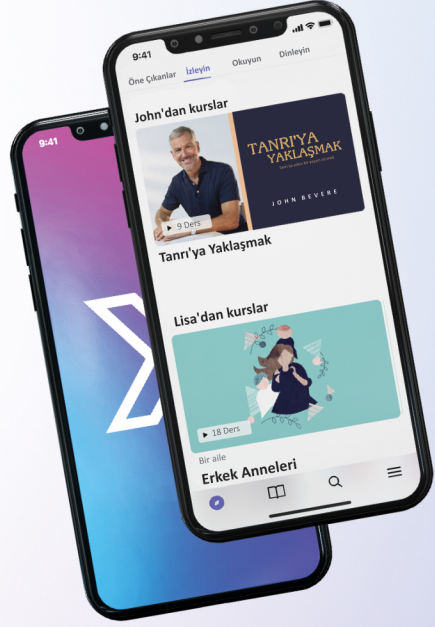 9:41
9:41
Öne Çıkanlar İzleyin Okuyun Dinleyin
John'dan kurslar
TANRI'YA
YAKLAŞMAK
JOHN BEVERE
9 Ders
Tanrı'ya Yaklaşmak
Lisa'dan kurslar
18 Ders
Bir aile
Erkek Anneleri